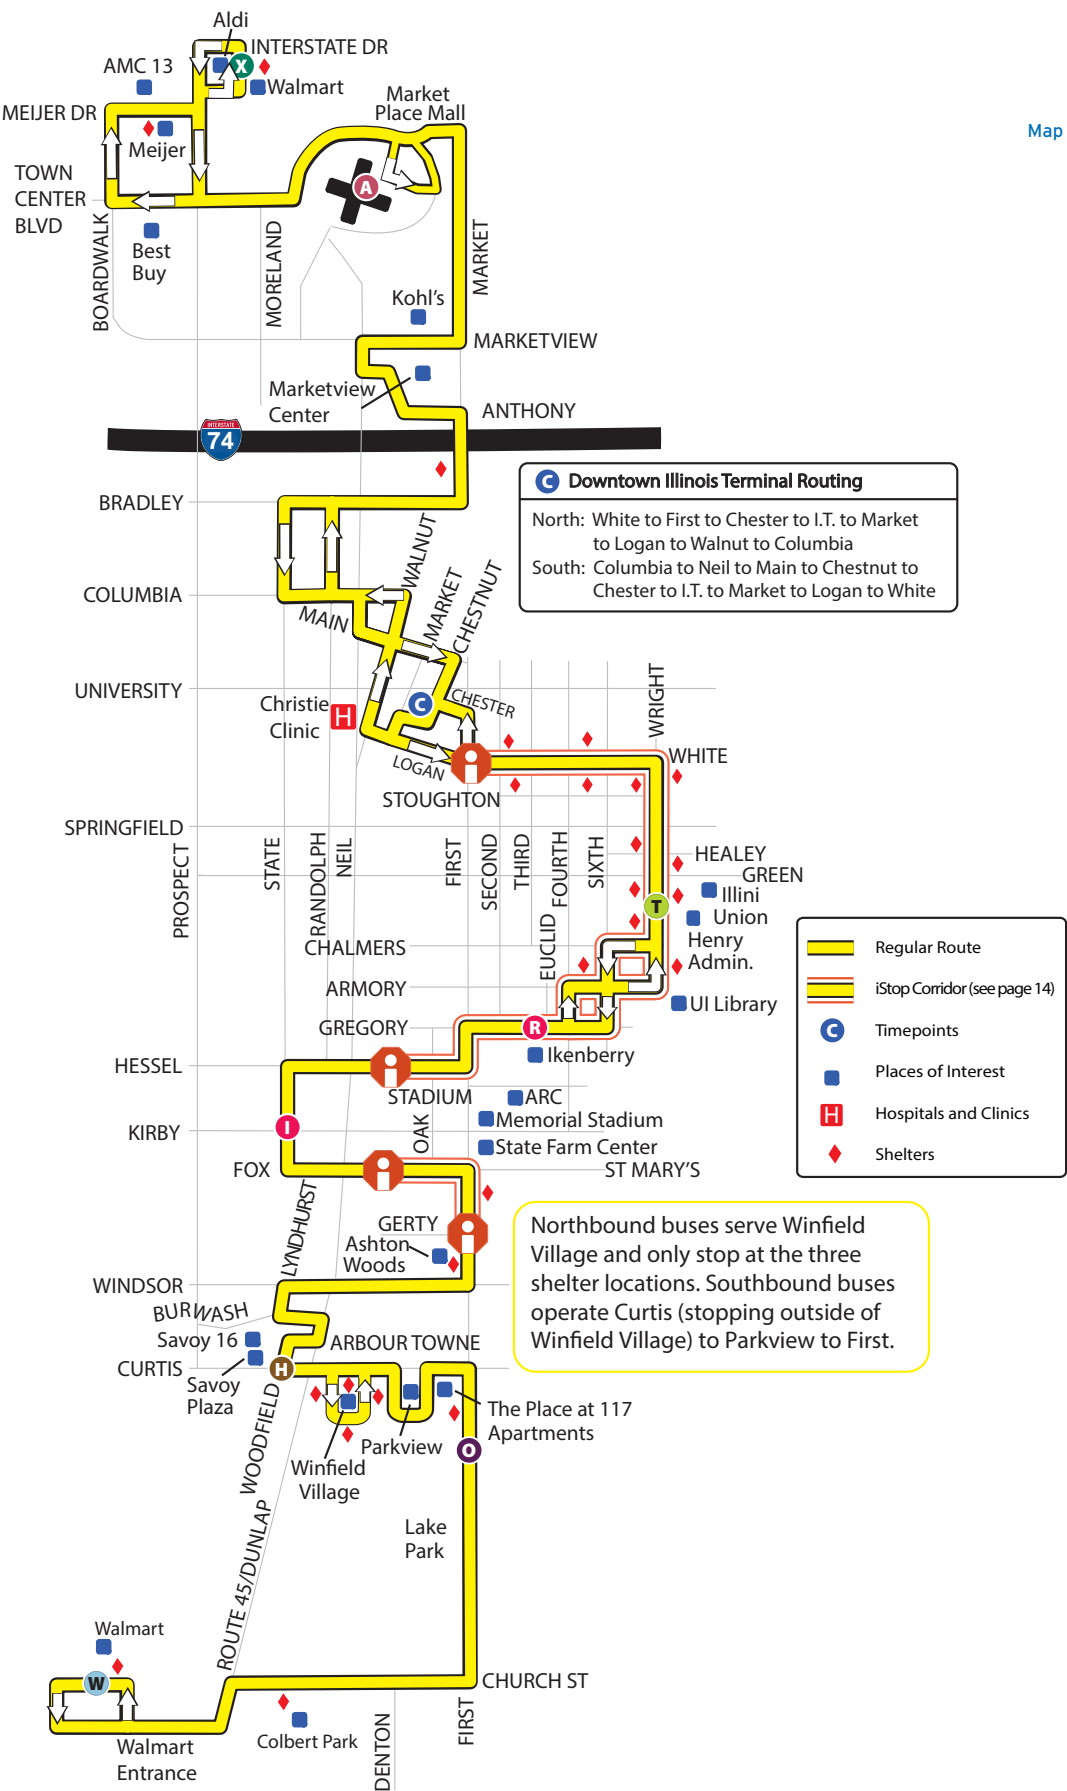 Aldi
INTERSTATE DR
AMC 13
X
Walmart
Market
Place Mall
MEIJER DR
Map
Meijer
TOWN
CENTER
BLVD
A
BOARDWALK
Best
Buy
MORELAND
MARKET
Kohl's
MARKETVIEW
Marketview
Center
ANTHONY
INTERSTATE
74
BRADLEY
C Downtown Illinois Terminal Routing
North: White to First to Chester to I.T. to Market
to Logan to Walnut to Columbia
South: Columbia to Neil to Main to Chestnut to
Chester to I.T. to Market to Logan to White
WALNUT
COLUMBIA
MAIN
MARKET
CHESTNUT
UNIVERSITY
CHESTER
C
Christie
Clinic
H
WRIGHT
WHITE
LOGAN
STOUGHTON
SPRINGFIELD
PROSPECT
STATE
RANDOLPH
NEIL
FIRST
SECOND
THIRD
FOURTH
SIXTH
HEALEY
GREEN
Illini
Union
T
EUCLID
Henry
Admin.
CHALMERS
ARMORY
UI Library
GREGORY
R
Ikenberry
HESSEL
STADIUM
ARC
Memorial Stadium
OAK
I
KIRBY
State Farm Center
FOX
ST MARY'S
Regular Route
iStop Corridor (see page 14)
C Timepoints
Places of Interest
H Hospitals and Clinics
Shelters
LYNDHURST
GERTY
Ashton
Woods
WINDSOR
Northbound buses serve Winfield
Village and only stop at the three
shelter locations. Southbound buses
operate Curtis (stopping outside of
Winfield Village) to Parkview to First.
BURWASH
Savoy 16
ARBOUR TOWNE
CURTIS
H
Savoy
Plaza
WOODFIELD
The Place at 117
Apartments
Parkview
O
Winfield
Village
Lake
Park
ROUTE 45/DUNLAP
Walmart
W
CHURCH ST
FIRST
Colbert Park
DENTON
Walmart
Entrance